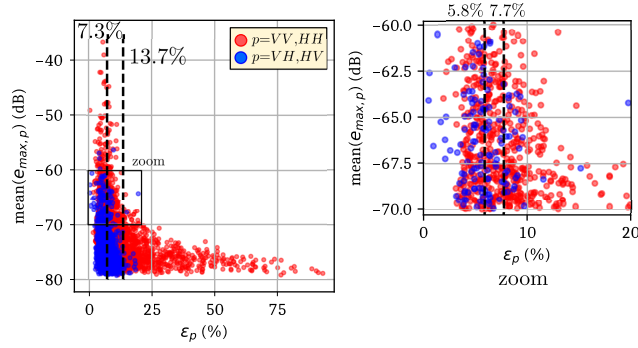 7.3%
13.7%
p=VV,HH
p=VH,HV
zoom
mean(e_max,p) (dB)
−40
−50
−60
−70
−80
0
25
50
75
ε_p (%)
5.8% 7.7%
mean(e_max,p) (dB)
−60.0
−62.5
−65.0
−67.5
−70.0
0
10
20
ε_p (%)
zoom